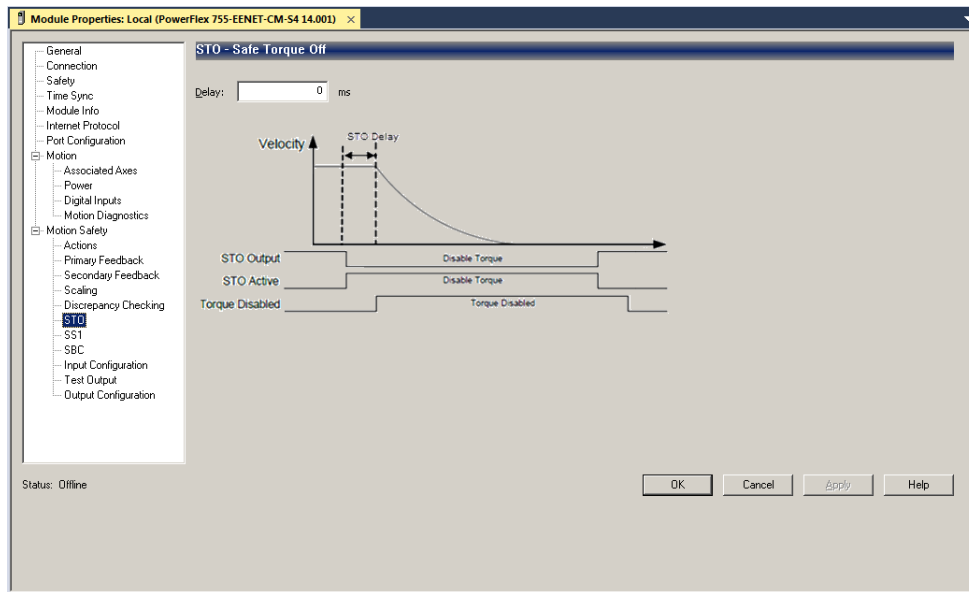 Module Properties: Local (PowerFlex 755-EENET-CM-S4 14.001) ×
General
Connection
Safety
Time Sync
Module Info
Internet Protocol
Port Configuration
Motion
Associated Axes
Power
Digital Inputs
Motion Diagnostics
Motion Safety
Actions
Primary Feedback
Secondary Feedback
Scaling
Discrepancy Checking
STO
SS1
SBC
Input Configuration
Test Output
Output Configuration
STO - Safe Torque Off
Delay: 0 ms
STO Delay
Velocity
STO Output Disable Torque
STO Active Disable Torque
Torque Disabled Torque Disabled
Status: Offline
OK Cancel Apply Help